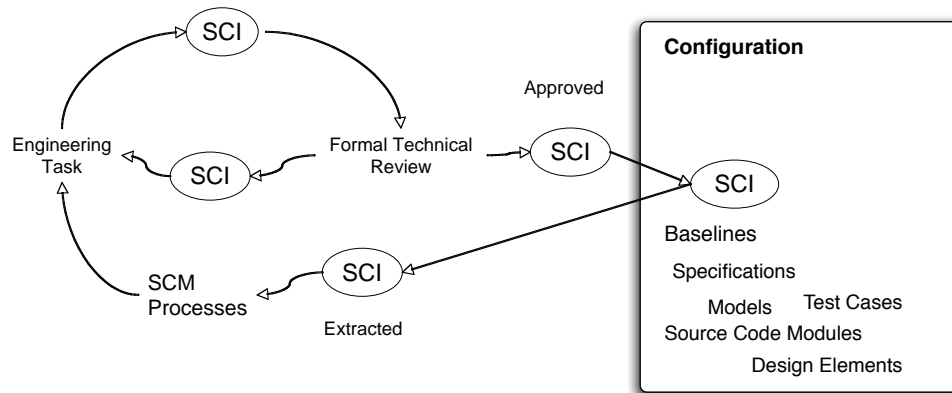 SCI
Configuration
Approved
Engineering
Task
Formal Technical
Review
SCI
SCI
SCI
Baselines
SCM
Processes
SCI
Extracted
Specifications
Models
Test Cases
Source Code Modules
Design Elements